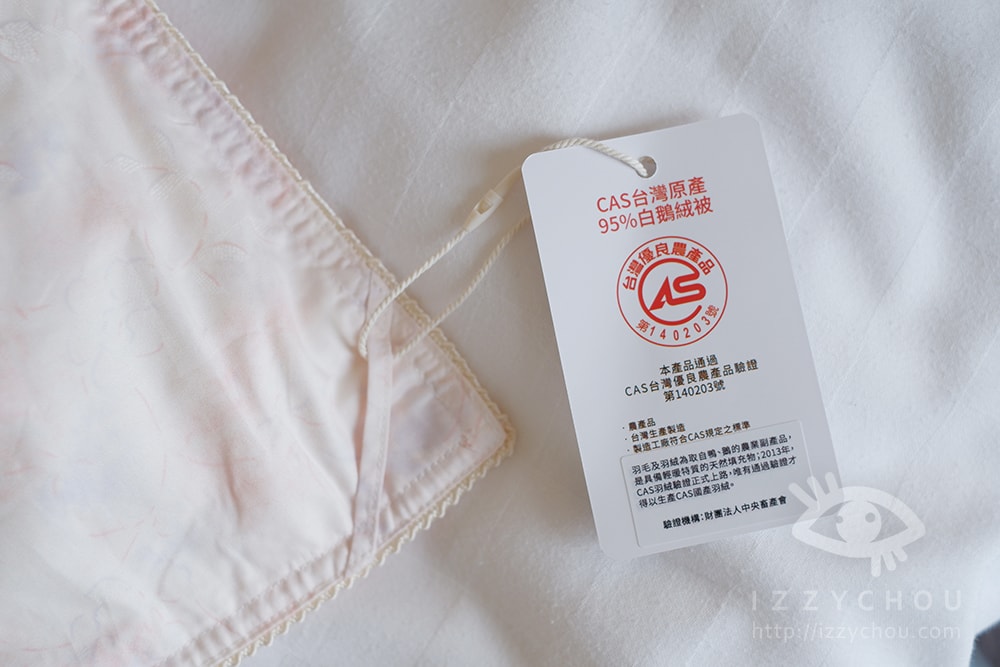 CAS台灣原產
95%白鵝絨被
台灣優良農產品
CAS
第140203號
本產品通過
CAS台灣優良農產品驗證
第140203號
·農產品
·台灣生產製造
·製造工廠符合CAS規定之標準
羽毛及羽絨為取自鴨、鵝的農業副產品,
是具備輕暖特質的天然填充物;2013年,
CAS羽絨驗證正式上路,唯有通過驗證才
得以生產CAS國產羽絨。
驗證機構:財團法人中央畜產會
IZZYCHOU
http://izzychou.com